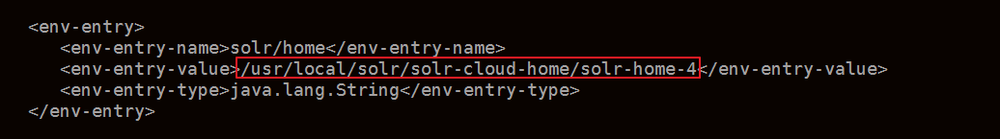 <env-entry>
<env-entry-name>solr/home</env-entry-name>
<env-entry-value>/usr/local/solr/solr-cloud-home/solr-home-4</env-entry-value>
<env-entry-type>java.lang.String</env-entry-type>
</env-entry>